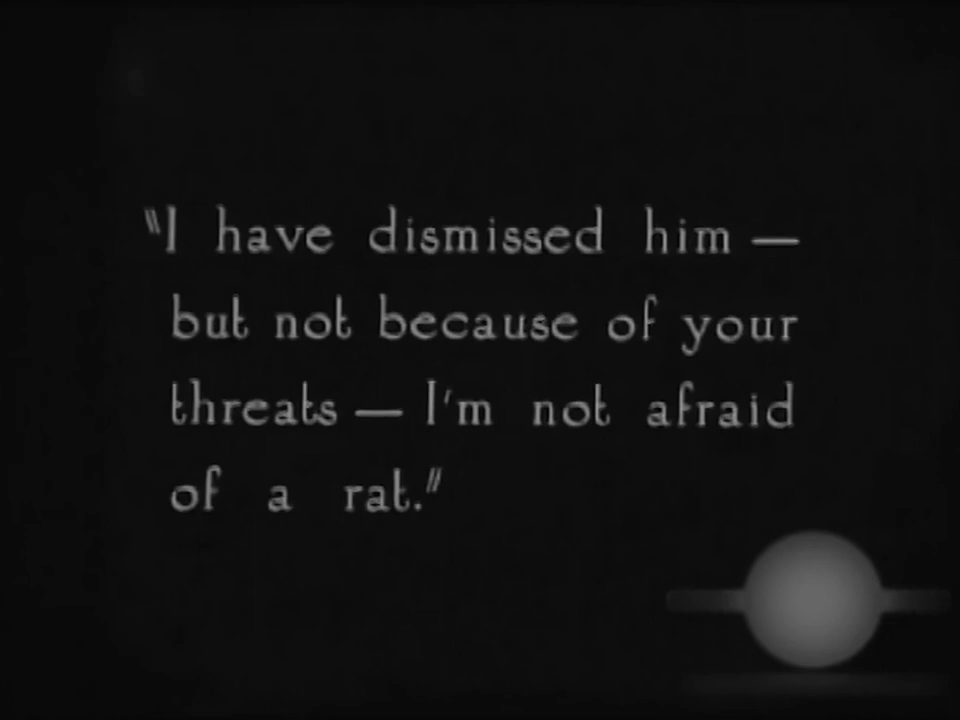 "I have dismissed him —
but not because of your
threats — I'm not afraid
of a rat."